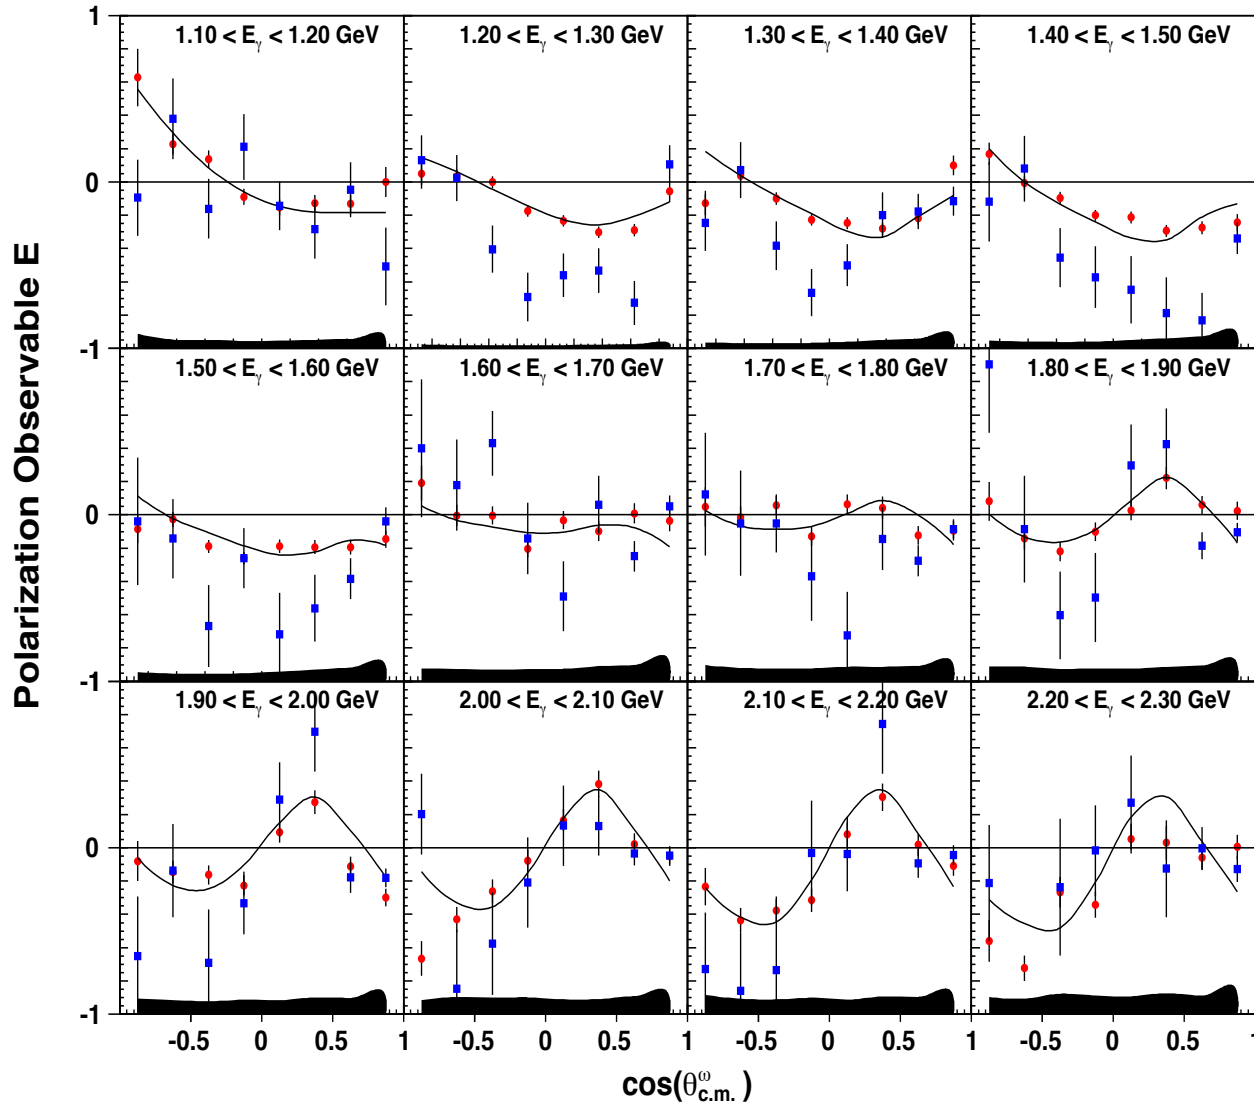 Polarization Observable E
1
0
-1
0
-1
0
-1
1.10 < Eγ < 1.20 GeV
1.20 < Eγ < 1.30 GeV
1.30 < Eγ < 1.40 GeV
1.40 < Eγ < 1.50 GeV
1.50 < Eγ < 1.60 GeV
1.60 < Eγ < 1.70 GeV
1.70 < Eγ < 1.80 GeV
1.80 < Eγ < 1.90 GeV
1.90 < Eγ < 2.00 GeV
2.00 < Eγ < 2.10 GeV
2.10 < Eγ < 2.20 GeV
2.20 < Eγ < 2.30 GeV
-0.5 0 0.5 1 -0.5 0 0.5 1 -0.5 0 0.5 1 -0.5 0 0.5 1
cos(θ^ω_c.m.)